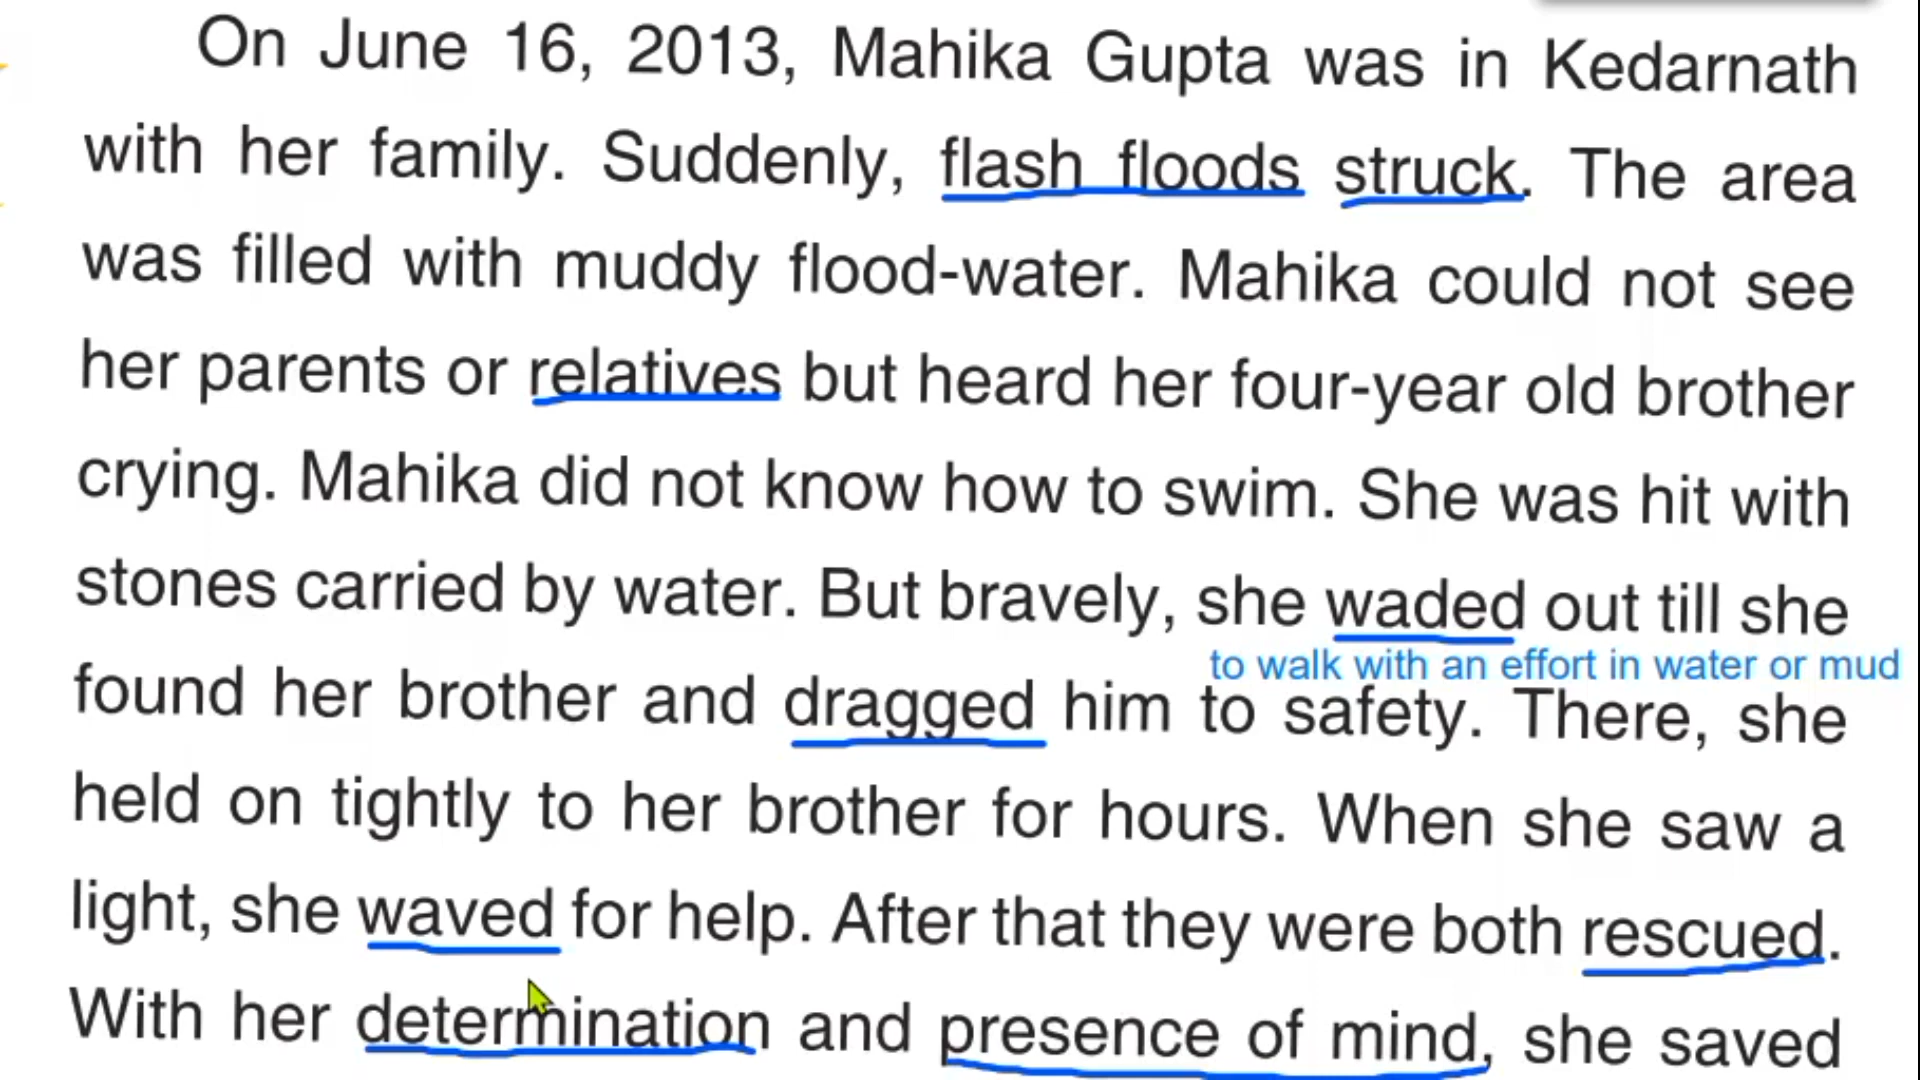 On June 16, 2013, Mahika Gupta was in Kedarnath
with her family. Suddenly, flash floods struck. The area
was filled with muddy flood-water. Mahika could not see
her parents or relatives but heard her four-year old brother
crying. Mahika did not know how to swim. She was hit with
stones carried by water. But bravely, she waded out till she
to walk with an effort in water or mud
found her brother and dragged him to safety. There, she
held on tightly to her brother for hours. When she saw a
light, she waved for help. After that they were both rescued.
With her determination and presence of mind, she saved